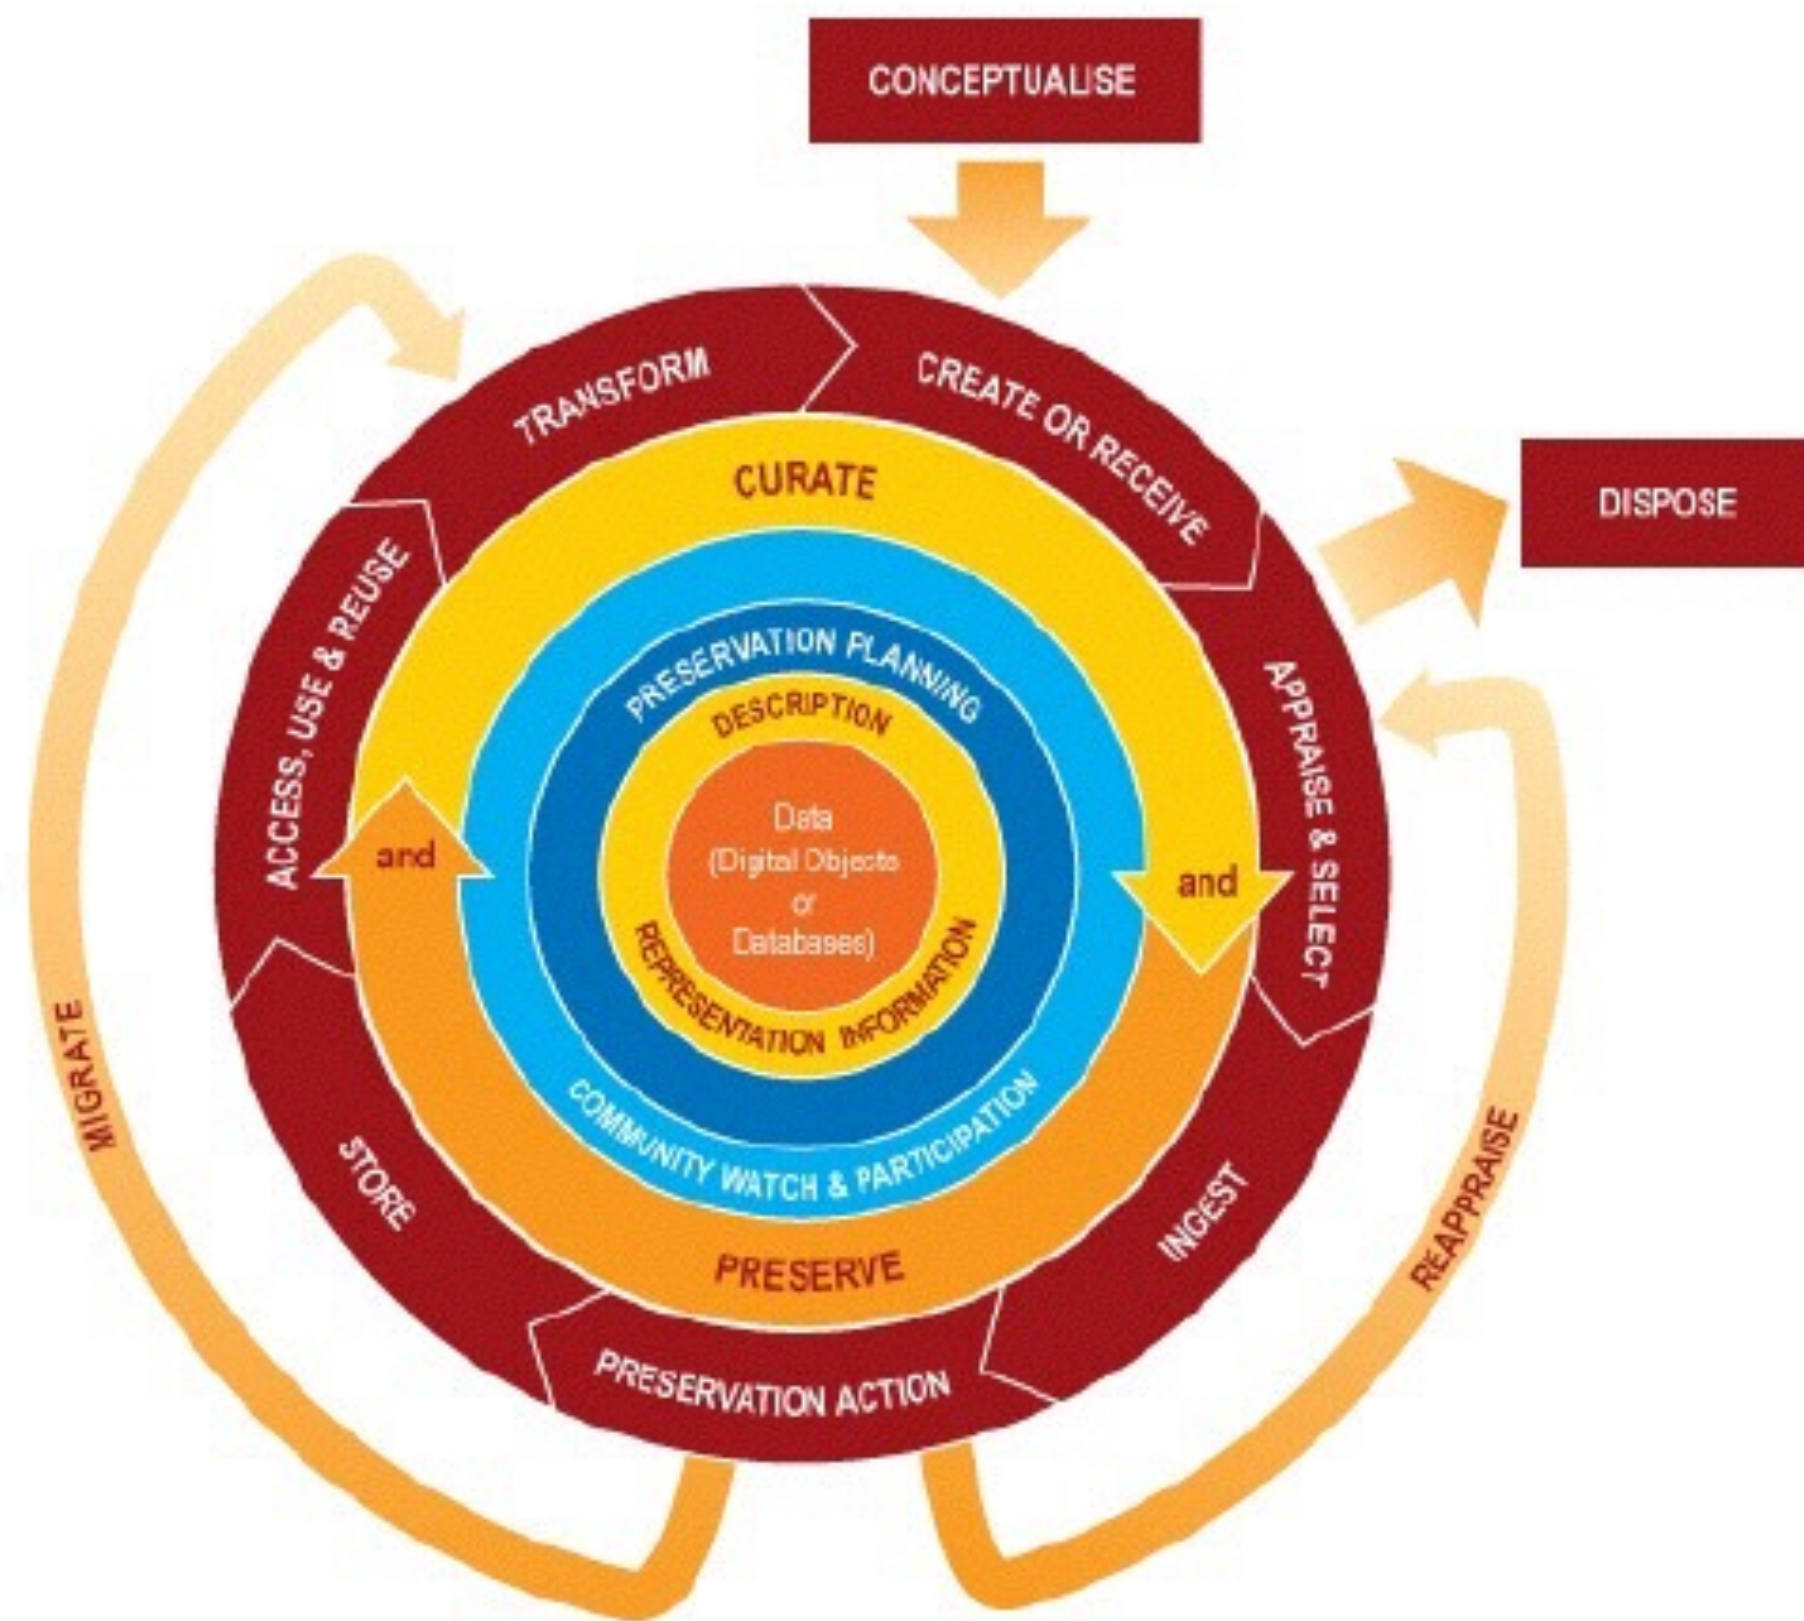 CONCEPTUALISE
TRANSFORM
CREATE OR RECEIVE
DISPOSE
CURATE
ACCESS, USE & REUSE
APPRAISE & SELECT
PRESERVATION PLANNING
DESCRIPTION
Data
(Digital Objects
or
Databases)
and
and
REPRESENTATION INFORMATION
COMMUNITY WATCH & PARTICIPATION
MIGRATE
STORE
INGEST
REAPPRAISE
PRESERVE
PRESERVATION ACTION